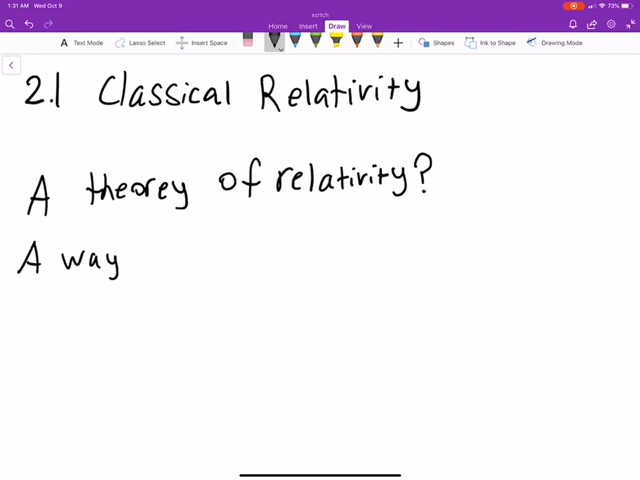 1:31 AM Wed Oct 9
73%
scrtch
Home Insert Draw View
A Text Mode Lasso Select Insert Space Shapes Ink to Shape Drawing Mode
2.1 Classical Relativity
A theorey of relativity?
A way